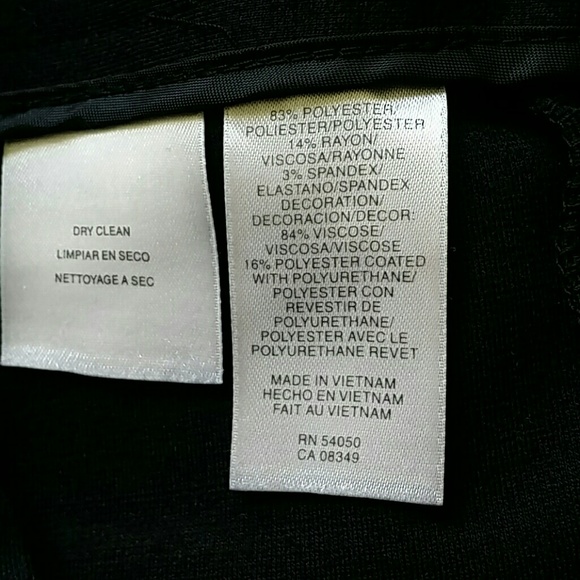 DRY CLEAN
LIMPIAR EN SECO
NETTOYAGE A SEC
83% POLYESTER/
POLIESTER/POLYESTER
14% RAYON/
VISCOSA/RAYONNE
3% SPANDEX/
ELASTANO/SPANDEX
DECORATION/
DECORACION/DECOR:
84% VISCOSE/
VISCOSA/VISCOSE
16% POLYESTER COATED
WITH POLYURETHANE/
POLYESTER CON
REVESTIR DE
POLYURETHANE/
POLYESTER AVEC LE
POLYURETHANE REVET
MADE IN VIETNAM
HECHO EN VIETNAM
FAIT AU VIETNAM
RN 54050
CA 08349